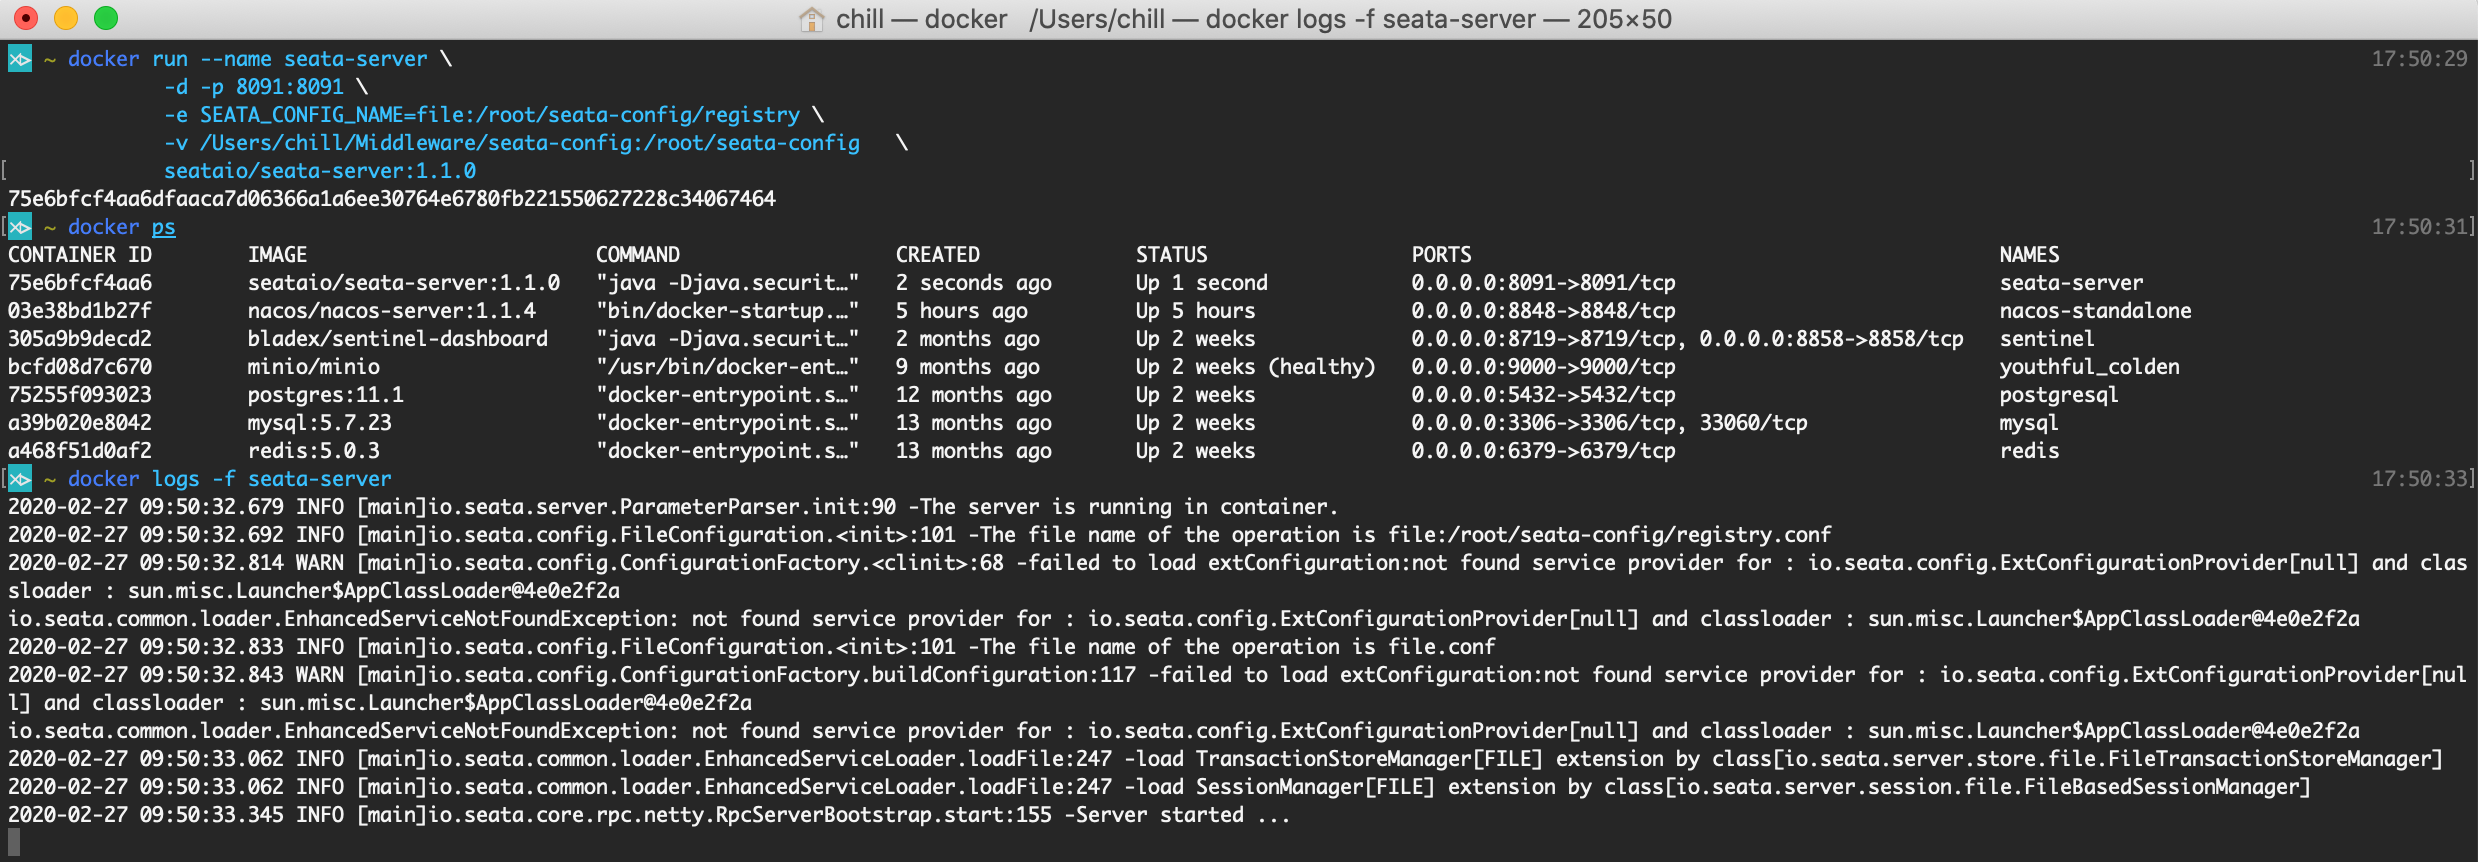 chill — docker   /Users/chill — docker logs -f seata-server — 205×50
~ docker run --name seata-server \ 17:50:29
-d -p 8091:8091 \
-e SEATA_CONFIG_NAME=file:/root/seata-config/registry \
-v /Users/chill/Middleware/seata-config:/root/seata-config   \
[ seataio/seata-server:1.1.0 ]
75e6bfcf4aa6dfaaca7d06366a1a6ee30764e6780fb221550627228c34067464
[ ~ docker ps 17:50:31]
CONTAINER ID        IMAGE                        COMMAND                  CREATED             STATUS                 PORTS                                            NAMES
75e6bfcf4aa6        seataio/seata-server:1.1.0   "java -Djava.securit…"   2 seconds ago       Up 1 second            0.0.0.0:8091->8091/tcp                           seata-server
03e38bd1b27f        nacos/nacos-server:1.1.4     "bin/docker-startup.…"   5 hours ago         Up 5 hours             0.0.0.0:8848->8848/tcp                           nacos-standalone
305a9b9decd2        bladex/sentinel-dashboard    "java -Djava.securit…"   2 months ago        Up 2 weeks             0.0.0.0:8719->8719/tcp, 0.0.0.0:8858->8858/tcp   sentinel
bcfd08d7c670        minio/minio                  "/usr/bin/docker-ent…"   9 months ago        Up 2 weeks (healthy)   0.0.0.0:9000->9000/tcp                           youthful_colden
75255f093023        postgres:11.1                "docker-entrypoint.s…"   12 months ago       Up 2 weeks             0.0.0.0:5432->5432/tcp                           postgresql
a39b020e8042        mysql:5.7.23                 "docker-entrypoint.s…"   13 months ago       Up 2 weeks             0.0.0.0:3306->3306/tcp, 33060/tcp                mysql
a468f51d0af2        redis:5.0.3                  "docker-entrypoint.s…"   13 months ago       Up 2 weeks             0.0.0.0:6379->6379/tcp                           redis
[ ~ docker logs -f seata-server 17:50:33]
2020-02-27 09:50:32.679 INFO [main]io.seata.server.ParameterParser.init:90 -The server is running in container.
2020-02-27 09:50:32.692 INFO [main]io.seata.config.FileConfiguration.<init>:101 -The file name of the operation is file:/root/seata-config/registry.conf
2020-02-27 09:50:32.814 WARN [main]io.seata.config.ConfigurationFactory.<clinit>:68 -failed to load extConfiguration:not found service provider for : io.seata.config.ExtConfigurationProvider[null] and clas
sloader : sun.misc.Launcher$AppClassLoader@4e0e2f2a
io.seata.common.loader.EnhancedServiceNotFoundException: not found service provider for : io.seata.config.ExtConfigurationProvider[null] and classloader : sun.misc.Launcher$AppClassLoader@4e0e2f2a
2020-02-27 09:50:32.833 INFO [main]io.seata.config.FileConfiguration.<init>:101 -The file name of the operation is file.conf
2020-02-27 09:50:32.843 WARN [main]io.seata.config.ConfigurationFactory.buildConfiguration:117 -failed to load extConfiguration:not found service provider for : io.seata.config.ExtConfigurationProvider[nul
l] and classloader : sun.misc.Launcher$AppClassLoader@4e0e2f2a
io.seata.common.loader.EnhancedServiceNotFoundException: not found service provider for : io.seata.config.ExtConfigurationProvider[null] and classloader : sun.misc.Launcher$AppClassLoader@4e0e2f2a
2020-02-27 09:50:33.062 INFO [main]io.seata.common.loader.EnhancedServiceLoader.loadFile:247 -load TransactionStoreManager[FILE] extension by class[io.seata.server.store.file.FileTransactionStoreManager]
2020-02-27 09:50:33.062 INFO [main]io.seata.common.loader.EnhancedServiceLoader.loadFile:247 -load SessionManager[FILE] extension by class[io.seata.server.session.file.FileBasedSessionManager]
2020-02-27 09:50:33.345 INFO [main]io.seata.core.rpc.netty.RpcServerBootstrap.start:155 -Server started ...